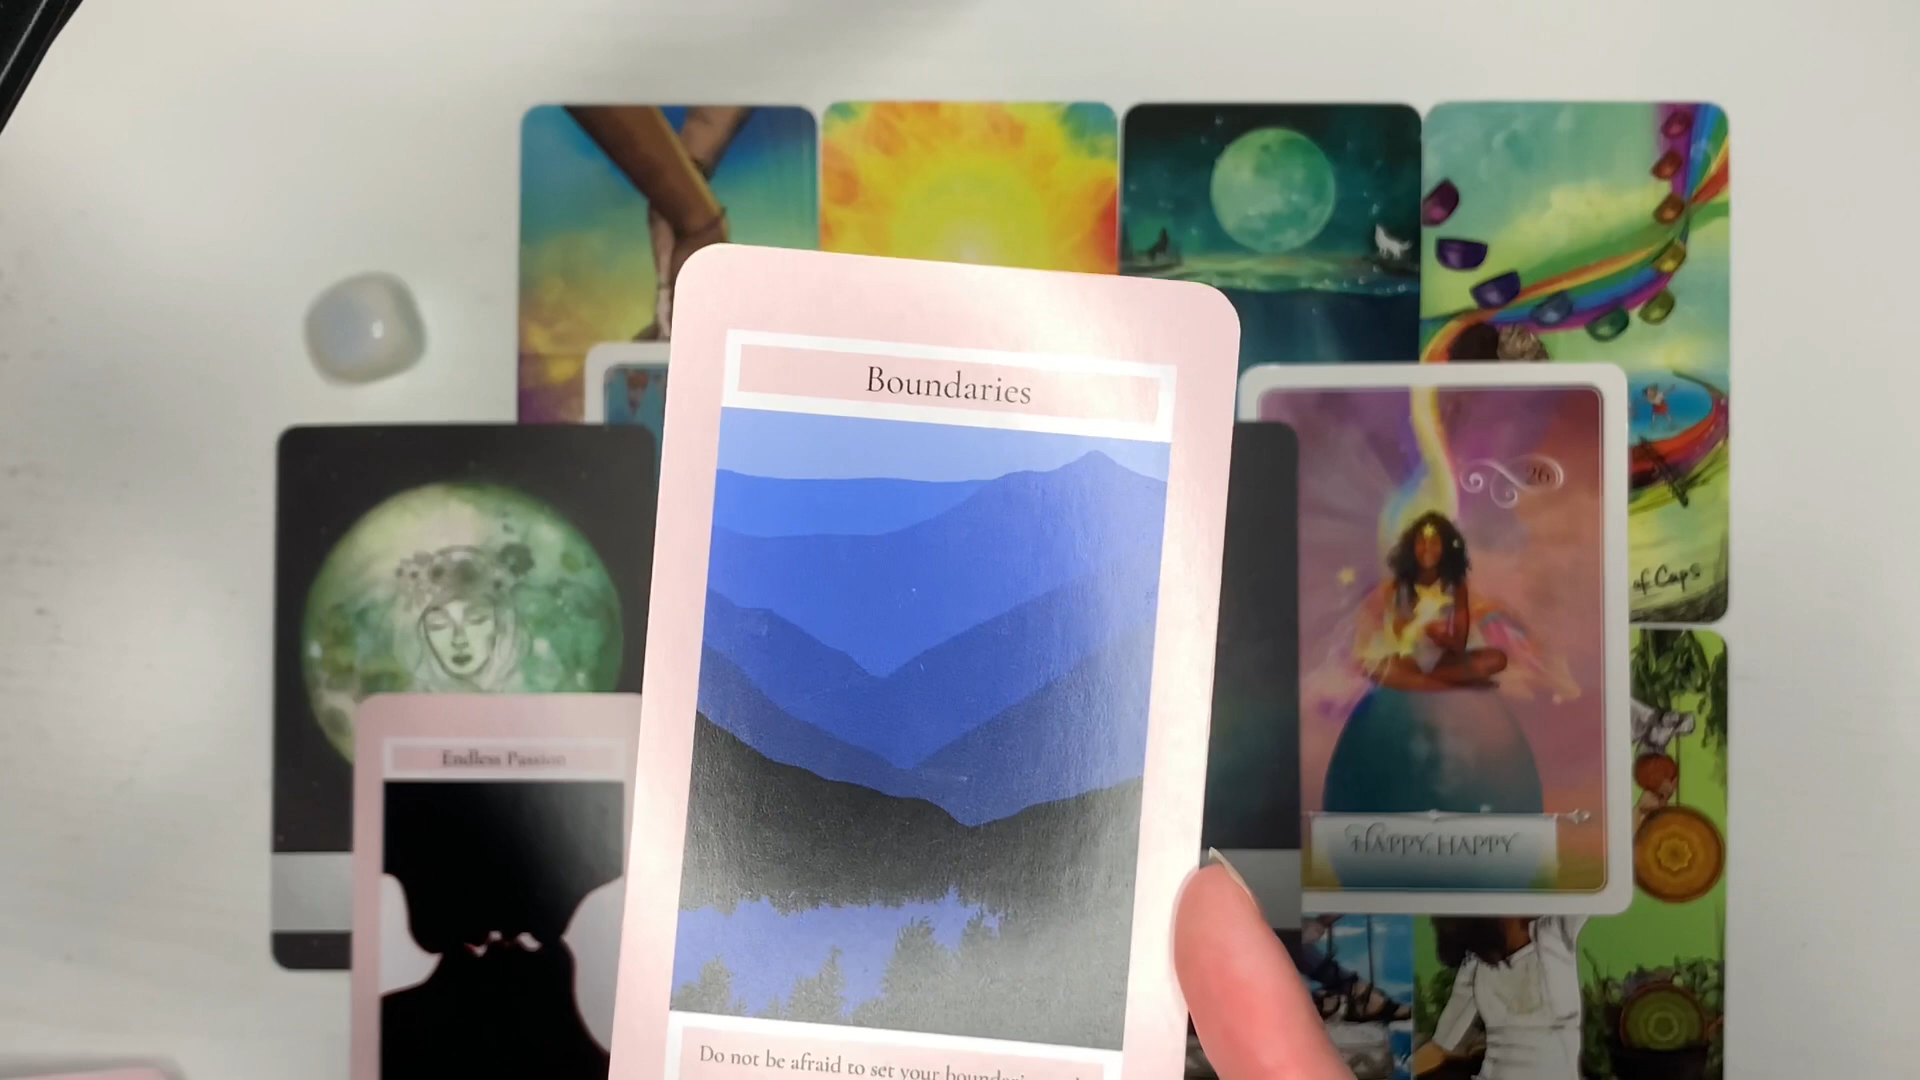 Boundaries
26
of Cups
Endless Passion
HAPPY, HAPPY
Do not be afraid to set your